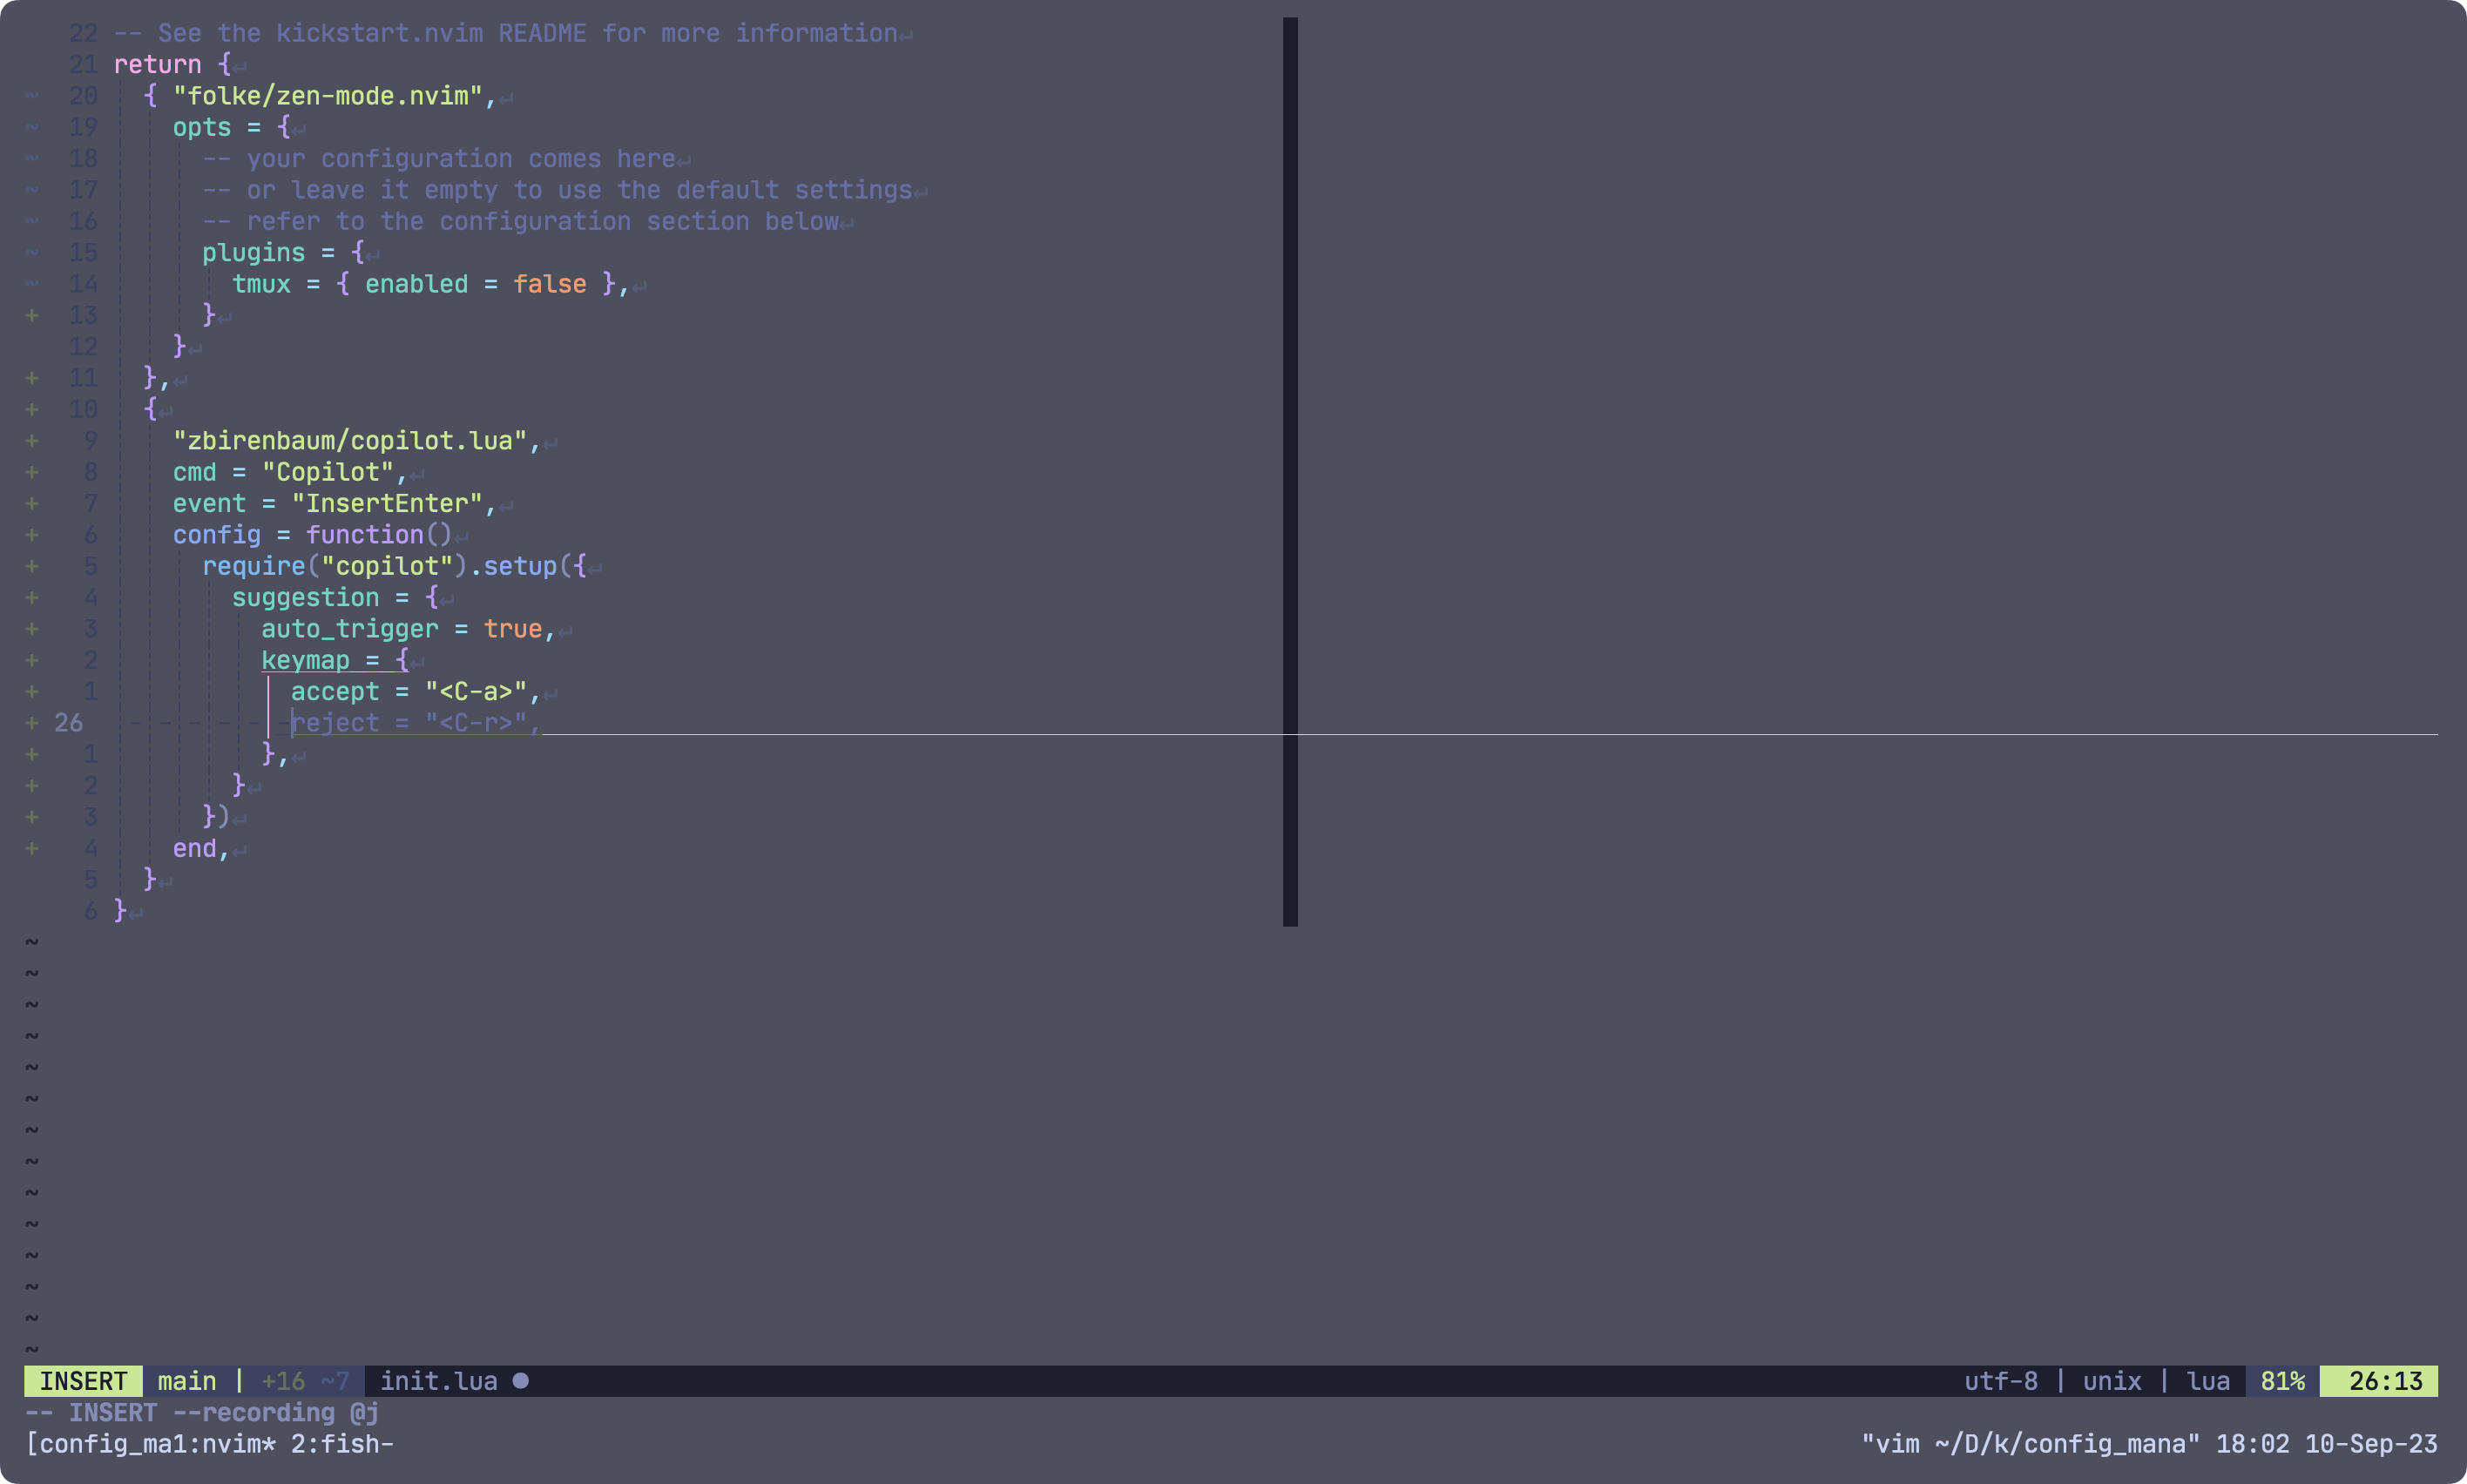 22 -- See the kickstart.nvim README for more information↵
21 return {↵
~ 20   { "folke/zen-mode.nvim",↵
~ 19     opts = {↵
~ 18       -- your configuration comes here↵
~ 17       -- or leave it empty to use the default settings↵
~ 16       -- refer to the configuration section below↵
~ 15       plugins = {↵
~ 14         tmux = { enabled = false },↵
+ 13       }↵
12     }↵
+ 11   },↵
+ 10   {↵
+ 9     "zbirenbaum/copilot.lua",↵
+ 8     cmd = "Copilot",↵
+ 7     event = "InsertEnter",↵
+ 6     config = function()↵
+ 5       require("copilot").setup({↵
+ 4         suggestion = {↵
+ 3           auto_trigger = true,↵
+ 2           keymap = {↵
+ 1             accept = "<C-a>",↵
+ 26 - - - - - -reject = "<C-r>",
+ 1           },↵
+ 2         }↵
+ 3       })↵
+ 4     end,↵
5   }↵
6 }↵
~
~
~
~
~
~
~
~
~
~
~
~
~
~
INSERT main | +16 ~7 init.lua ● utf-8 | unix | lua 81% 26:13
-- INSERT --recording @j
[config_ma1:nvim* 2:fish- "vim ~/D/k/config_mana" 18:02 10-Sep-23